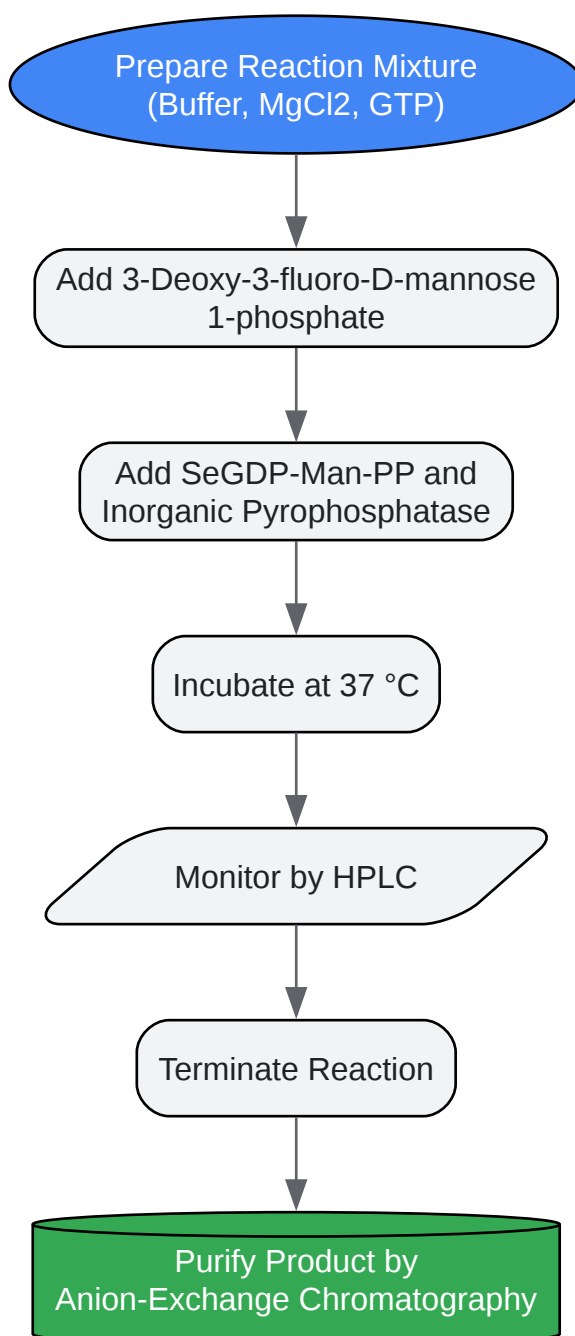 Prepare Reaction Mixture
(Buffer, MgCl2, GTP)
Add 3-Deoxy-3-fluoro-D-mannose
1-phosphate
Add SeGDP-Man-PP and
Inorganic Pyrophosphatase
Incubate at 37 °C
Monitor by HPLC
Terminate Reaction
Purify Product by
Anion-Exchange Chromatography